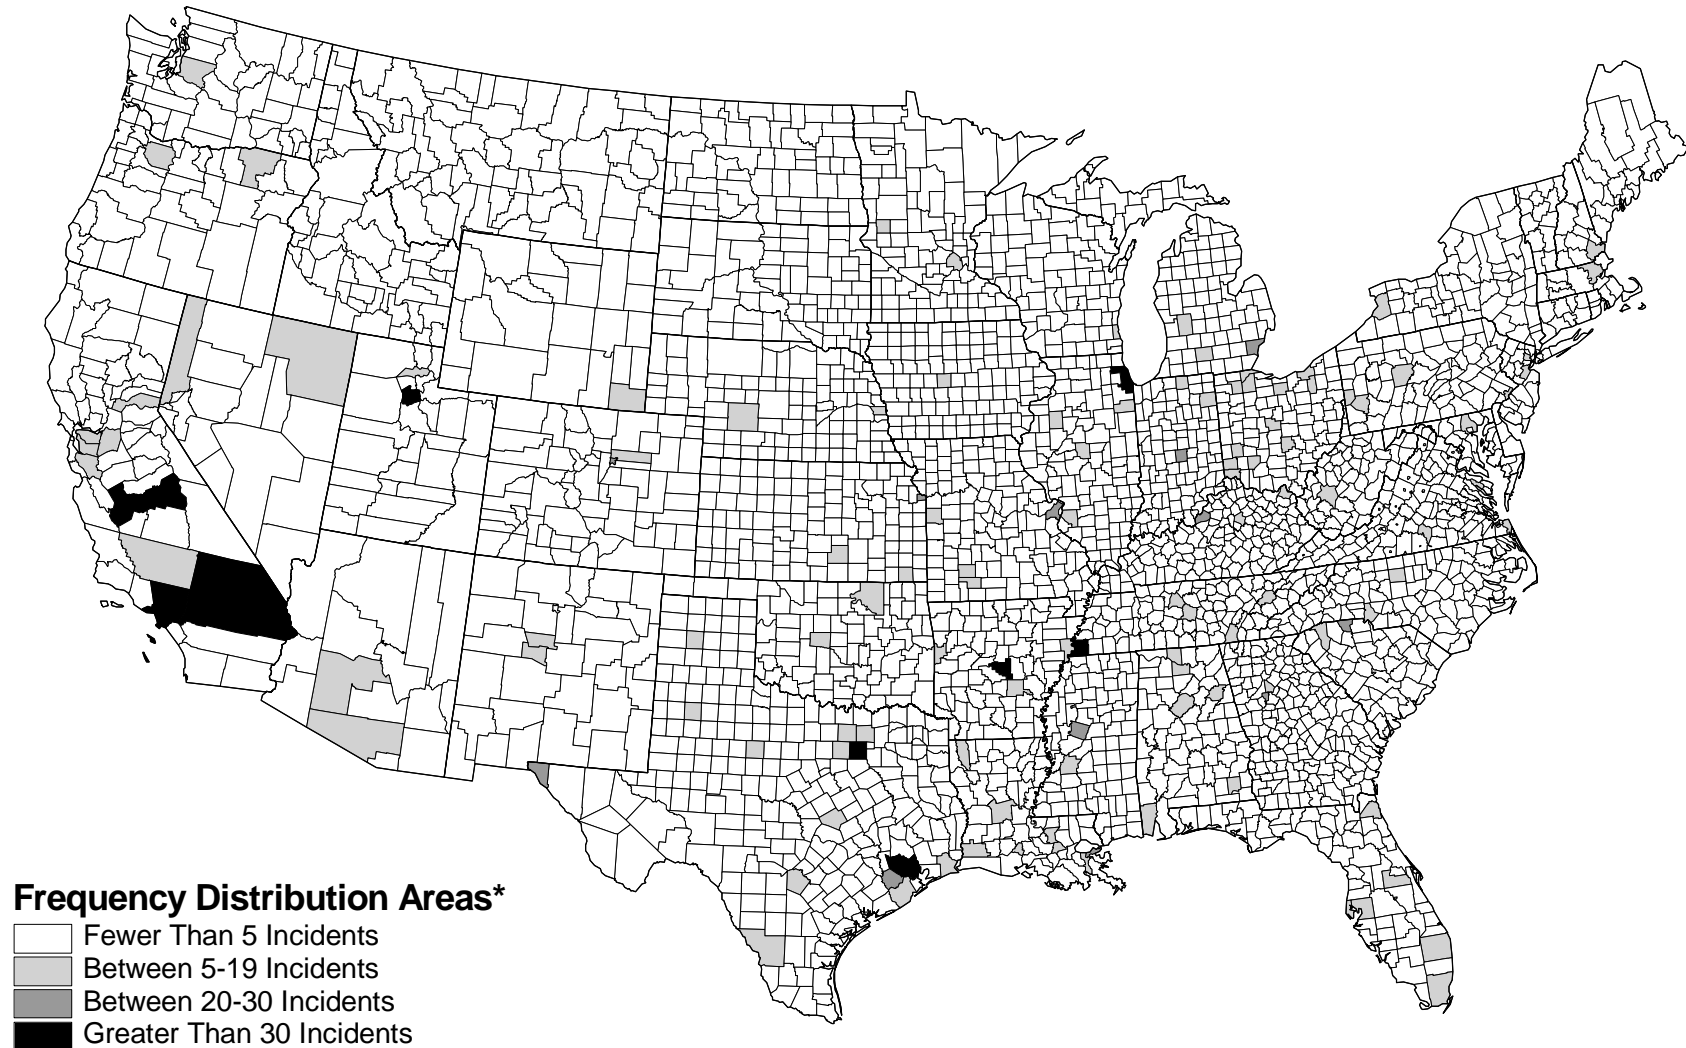 Frequency Distribution Areas*
Fewer Than 5 Incidents
Between 5-19 Incidents
Between 20-30 Incidents
Greater Than 30 Incidents